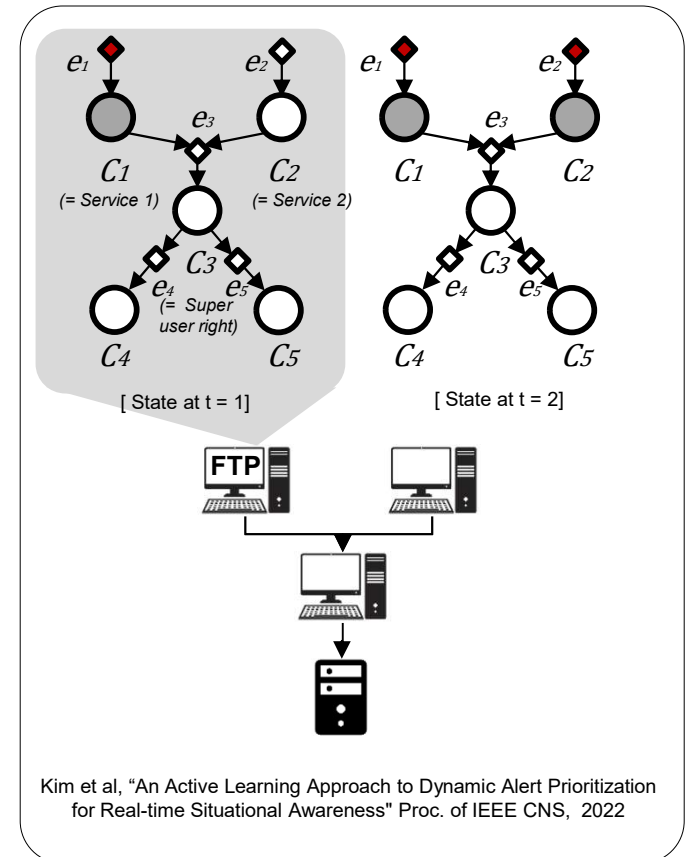 e1 e2 e1 e2
e3 e3
C1 C2 C1 C2
(= Service 1) (= Service 2)
C3 C3
e4 e5 e4 e5
(= Super
user right)
C4 C5 C4 C5
[ State at t = 1] [ State at t = 2]
FTP
Kim et al, “An Active Learning Approach to Dynamic Alert Prioritization
for Real-time Situational Awareness" Proc. of IEEE CNS, 2022